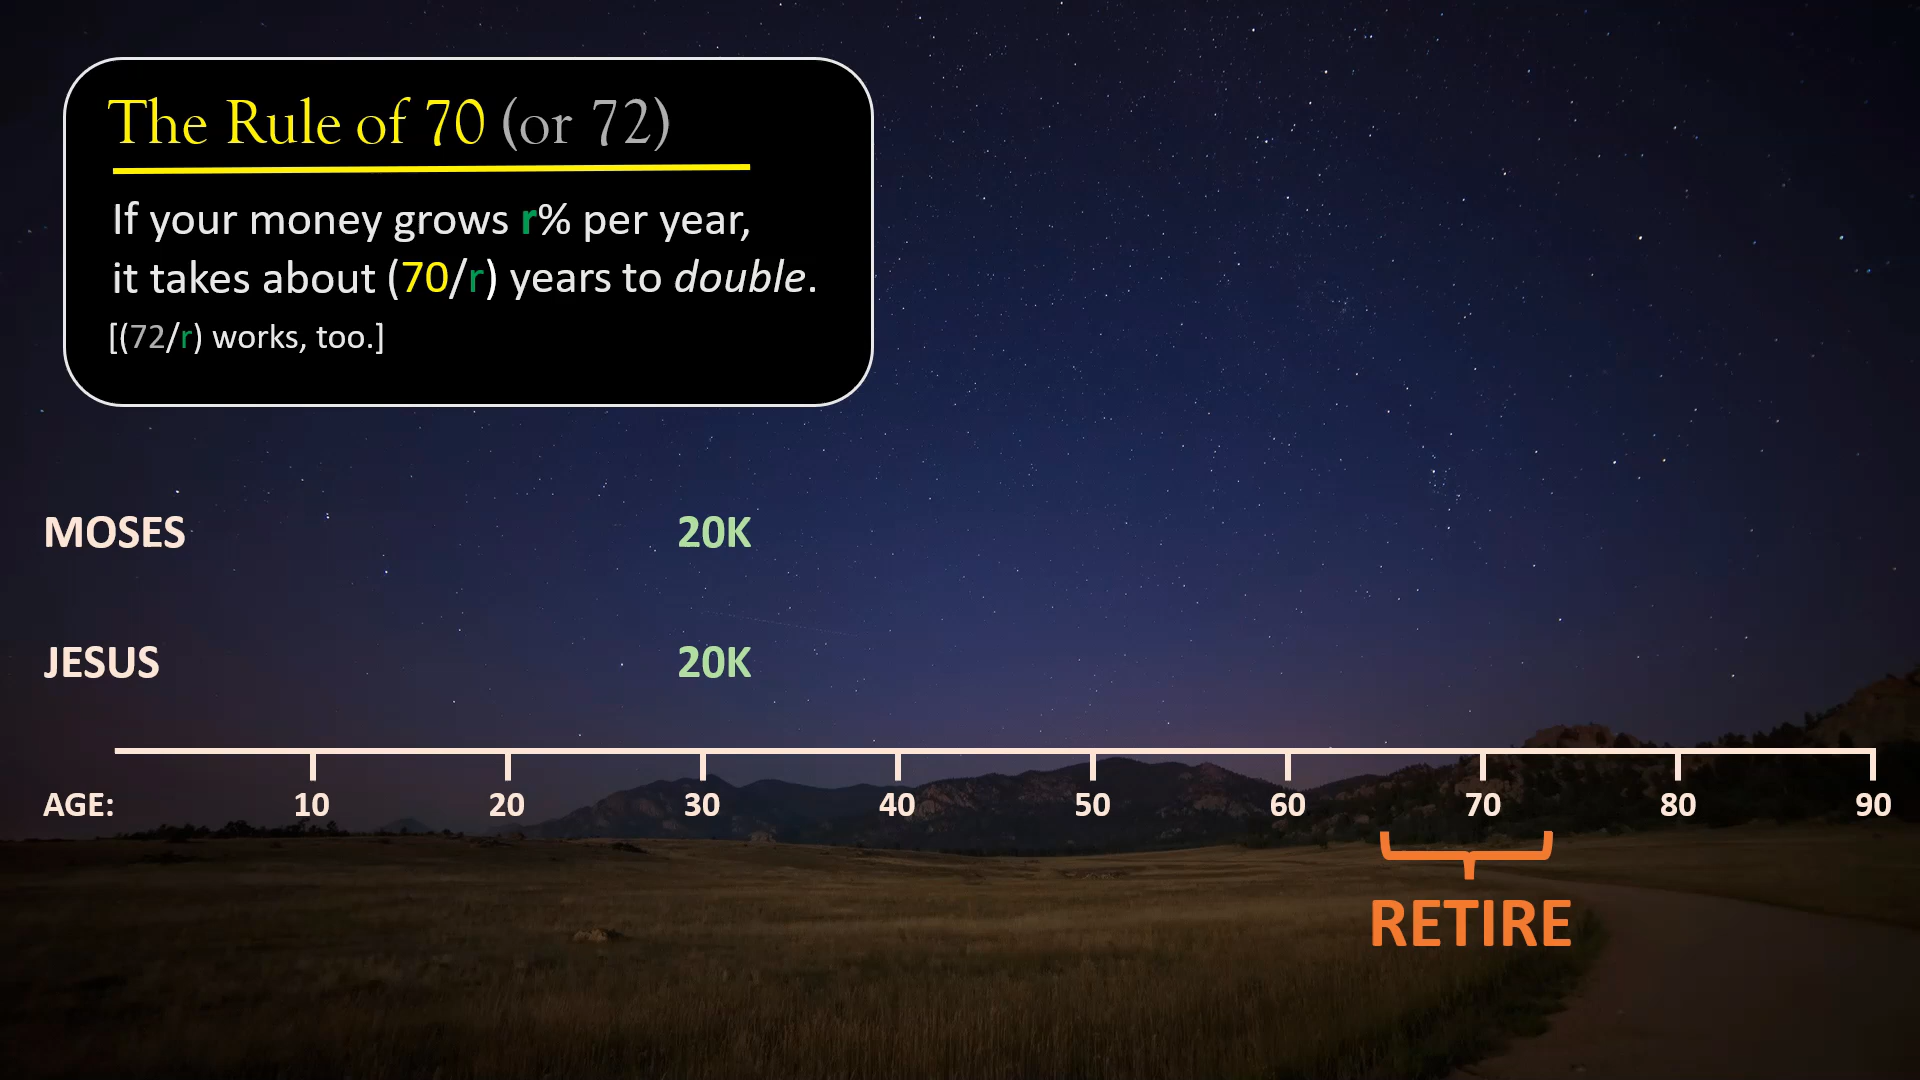 The Rule of 70 (or 72)
If your money grows r% per year,
it takes about (70/r) years to double.
[(72/r) works, too.]
MOSES 20K
JESUS 20K
AGE: 10 20 30 40 50 60 70 80 90
RETIRE